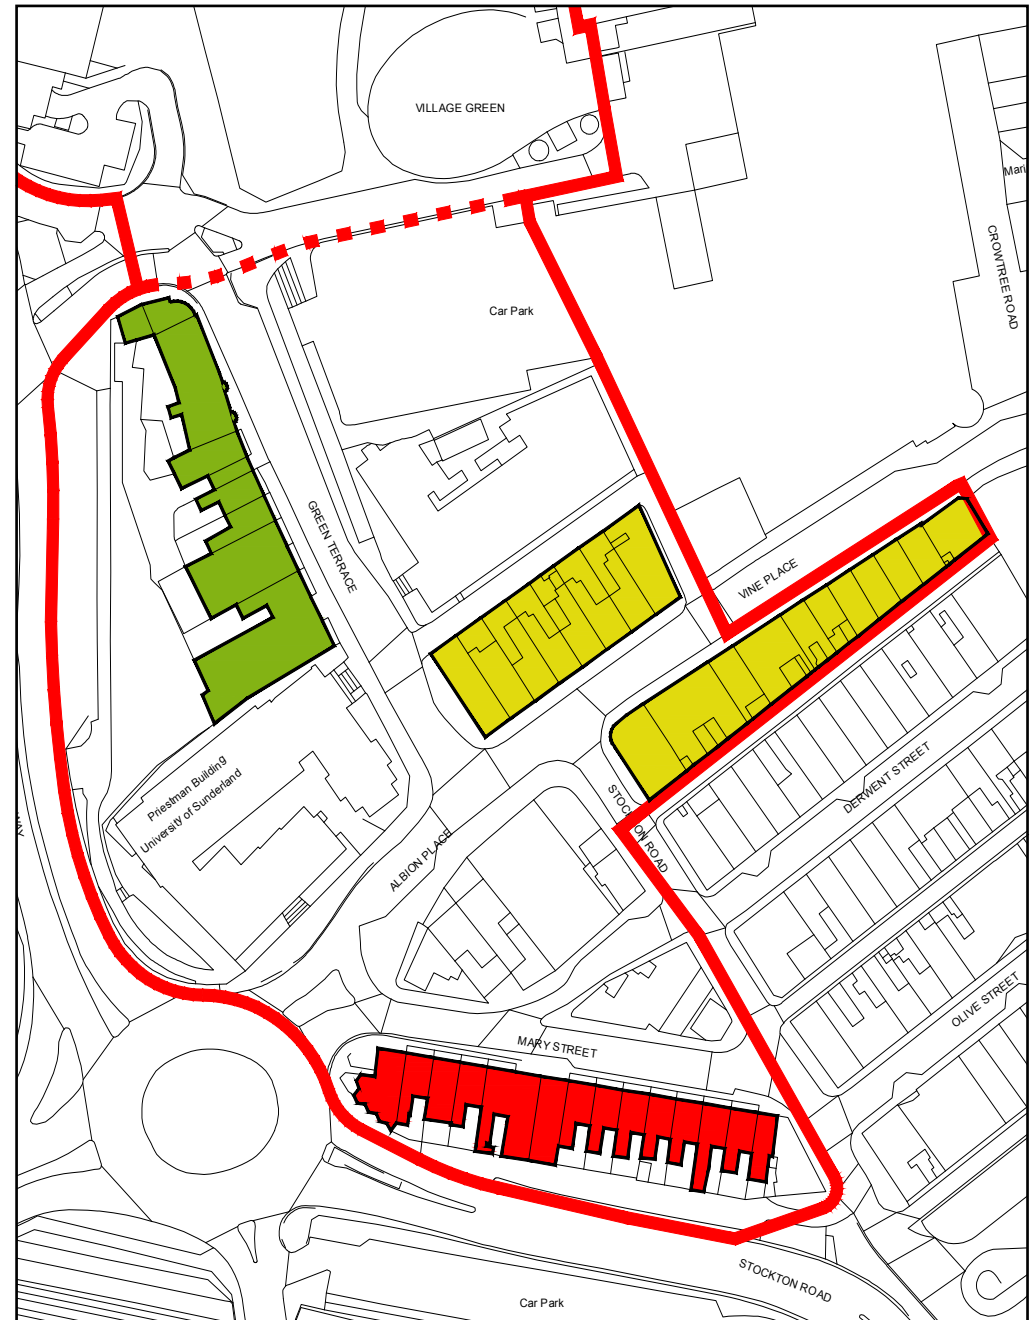 VILLAGE GREEN
Mari
CROWTREE ROAD
Car Park
GREEN TERRACE
VINE PLACE
Priestman Building
University of Sunderland
STOCKTON ROAD
DERWENT STREET
ALBION PLACE
OLIVE STREET
MARY STREET
STOCKTON ROAD
Car Park